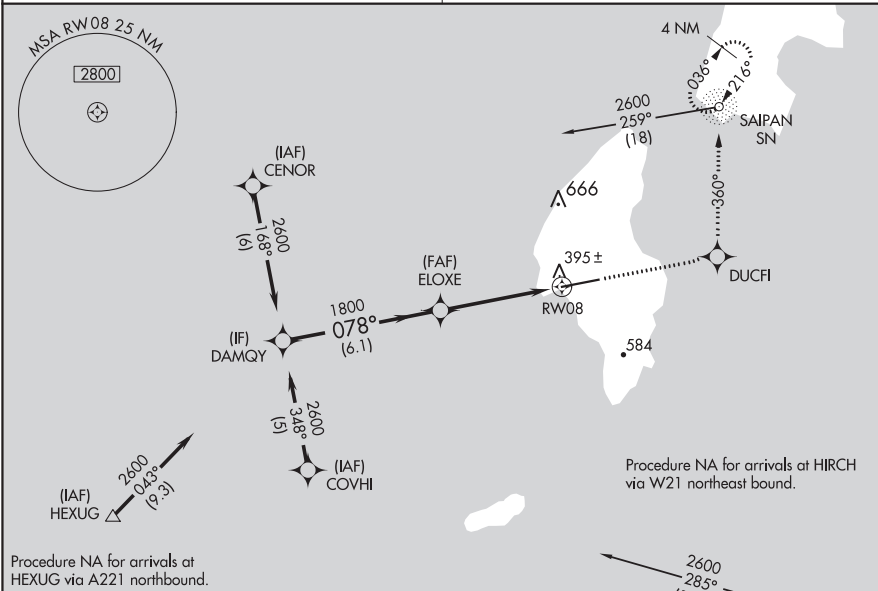 MSA RW08 25 NM
2800
4 NM
036°
216°
2600
259°
(18)
SAIPAN
SN
(IAF)
CENOR
666
2600
168°
(6)
360°
395±
(FAF)
ELOXE
DUCFI
RW08
1800
078°
(6.1)
(IF)
DAMQY
584
2600
348°
(5)
(IAF)
COVHI
2600
043°
(9.3)
(IAF)
HEXUG
Procedure NA for arrivals at HIRCH
via W21 northeast bound.
Procedure NA for arrivals at
HEXUG via A221 northbound.
2600
285°